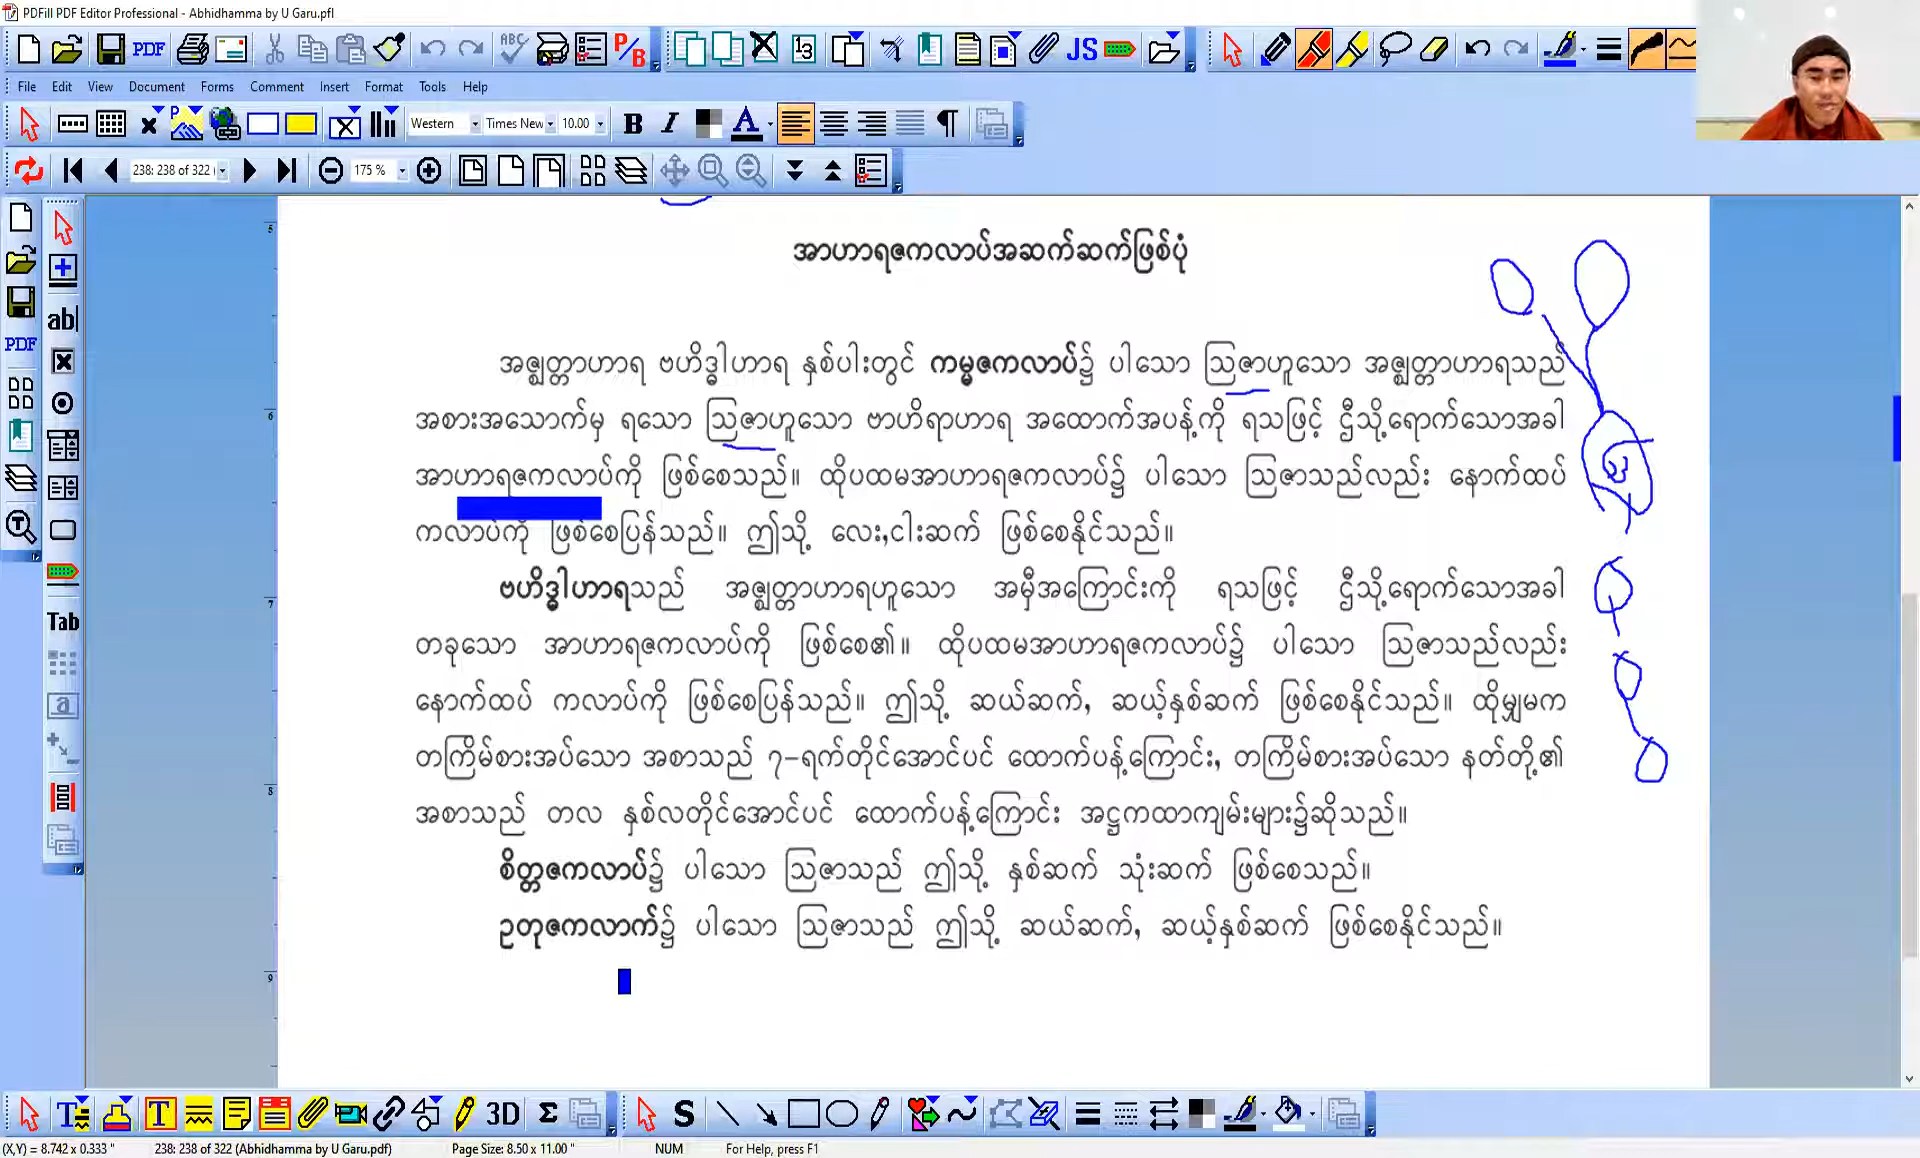 PDFill PDF Editor Professional - Abhidhamma by U Garu.pfl
PDF
ABC
P/B
13
JS
File Edit View Document Forms Comment Insert Format Tools Help
Western Times New 10.00 B I A
238: 238 of 322 175 %
အာဟာရဇကလာပ်အဆက်ဆက်ဖြစ်ပုံ
အဇ္ဈတ္တာဟာရ ဗဟိဒ္ဓါဟာရ နှစ်ပါးတွင် ကမ္မဇကလာပ်၌ ပါသော ဩဇာဟူသော အဇ္ဈတ္တာဟာရသည်
အစားအသောက်မှ ရသော ဩဇာဟူသော ဗာဟိရာဟာရ အထောက်အပန့်ကို ရသဖြင့် ဌီသို့ရောက်သောအခါ
အာဟာရဇကလာပ်ကို ဖြစ်စေသည်။ ထိုပထမအာဟာရဇကလာပ်၌ ပါသော ဩဇာသည်လည်း နောက်ထပ်
ကလာပ်ကို ဖြစ်စေပြန်သည်။ ဤသို့ လေး,ငါးဆက် ဖြစ်စေနိုင်သည်။
ဗဟိဒ္ဓါဟာရသည် အဇ္ဈတ္တာဟာရဟူသော အမှီအကြောင်းကို ရသဖြင့် ဌီသို့ရောက်သောအခါ
တခုသော အာဟာရဇကလာပ်ကို ဖြစ်စေ၏။ ထိုပထမအာဟာရဇကလာပ်၌ ပါသော ဩဇာသည်လည်း
နောက်ထပ် ကလာပ်ကို ဖြစ်စေပြန်သည်။ ဤသို့ ဆယ်ဆက်, ဆယ့်နှစ်ဆက် ဖြစ်စေနိုင်သည်။ ထိုမျှမက
တကြိမ်စားအပ်သော အစာသည် ၇-ရက်တိုင်အောင်ပင် ထောက်ပန့်ကြောင်း, တကြိမ်စားအပ်သော နတ်တို့၏
အစာသည် တလ နှစ်လတိုင်အောင်ပင် ထောက်ပန့်ကြောင်း အဋ္ဌကထာကျမ်းများ၌ဆိုသည်။
စိတ္တဇကလာပ်၌ ပါသော ဩဇာသည် ဤသို့ နှစ်ဆက် သုံးဆက် ဖြစ်စေသည်။
ဥတုဇကလာက်၌ ပါသော ဩဇာသည် ဤသို့ ဆယ်ဆက်, ဆယ့်နှစ်ဆက် ဖြစ်စေနိုင်သည်။
5
6
7
8
9
ab|
PDF
Tab
a
T
T T 3D Σ S
(X,Y) = 8.742 x 0.333 " 238: 238 of 322 (Abhidhamma by U Garu.pdf) Page Size: 8.50 x 11.00 " NUM For Help, press F1